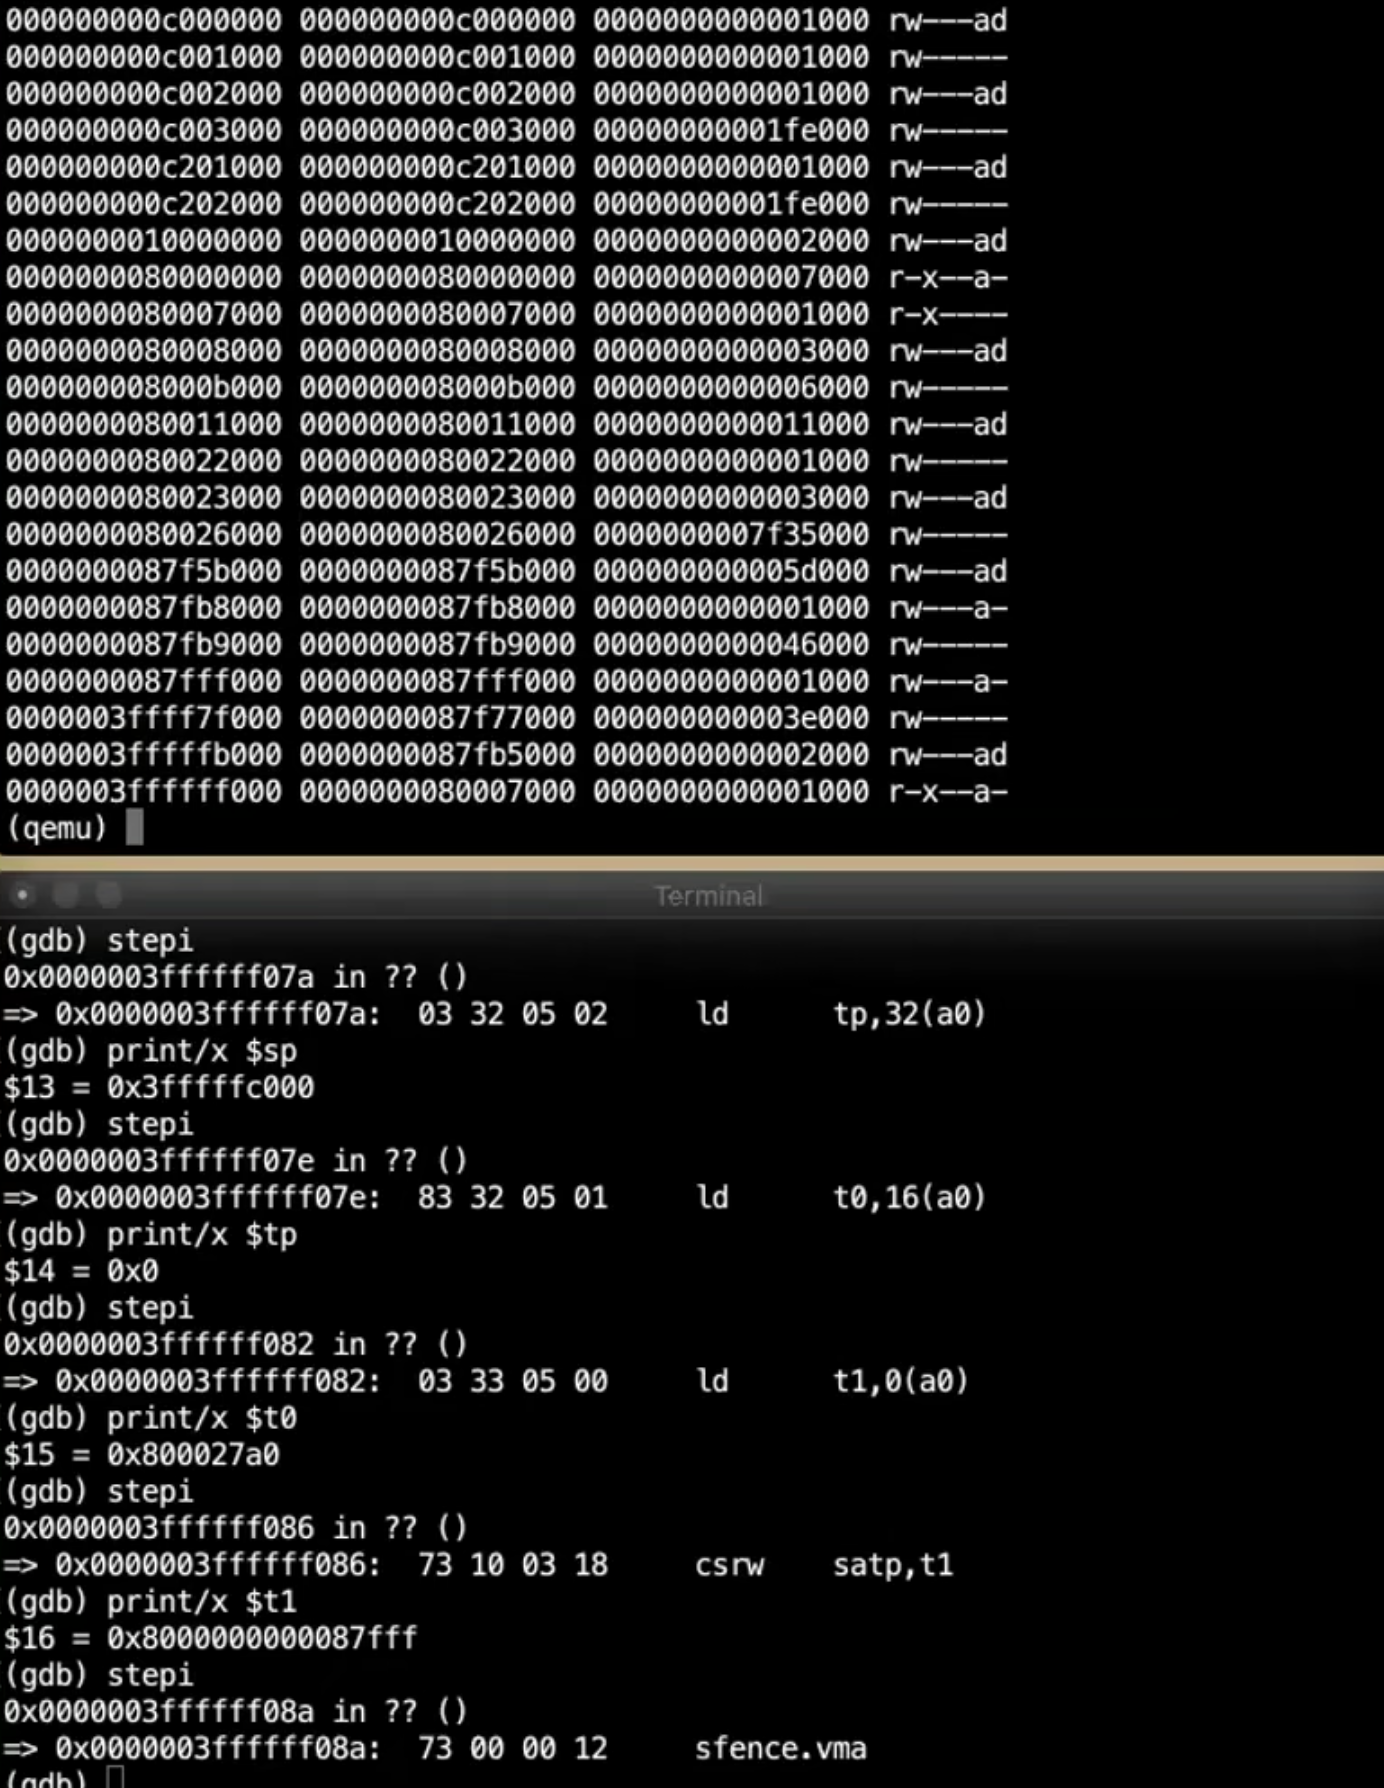 000000000c000000 000000000c000000 0000000000001000 rw---ad
000000000c001000 000000000c001000 0000000000001000 rw-----
000000000c002000 000000000c002000 0000000000001000 rw---ad
000000000c003000 000000000c003000 00000000001fe000 rw-----
000000000c201000 000000000c201000 0000000000001000 rw---ad
000000000c202000 000000000c202000 00000000001fe000 rw-----
0000000010000000 0000000010000000 0000000000002000 rw---ad
0000000080000000 0000000080000000 0000000000007000 r-x--a-
0000000080007000 0000000080007000 0000000000001000 r-x----
0000000080008000 0000000080008000 0000000000003000 rw---ad
000000008000b000 000000008000b000 0000000000006000 rw-----
0000000080011000 0000000080011000 0000000000011000 rw---ad
0000000080022000 0000000080022000 0000000000001000 rw-----
0000000080023000 0000000080023000 0000000000003000 rw---ad
0000000080026000 0000000080026000 0000000007f35000 rw-----
0000000087f5b000 0000000087f5b000 000000000005d000 rw---ad
0000000087fb8000 0000000087fb8000 0000000000001000 rw---a-
0000000087fb9000 0000000087fb9000 0000000000046000 rw-----
0000000087fff000 0000000087fff000 0000000000001000 rw---a-
0000003ffff7f000 0000000087f77000 000000000003e000 rw-----
0000003fffffb000 0000000087fb5000 0000000000002000 rw---ad
0000003ffffff000 0000000080007000 0000000000001000 r-x--a-
(qemu)
Terminal
(gdb) stepi
0x0000003ffffff07a in ?? ()
=> 0x0000003ffffff07a: 03 32 05 02 ld tp,32(a0)
(gdb) print/x $sp
$13 = 0x3fffffc000
(gdb) stepi
0x0000003ffffff07e in ?? ()
=> 0x0000003ffffff07e: 83 32 05 01 ld t0,16(a0)
(gdb) print/x $tp
$14 = 0x0
(gdb) stepi
0x0000003ffffff082 in ?? ()
=> 0x0000003ffffff082: 03 33 05 00 ld t1,0(a0)
(gdb) print/x $t0
$15 = 0x800027a0
(gdb) stepi
0x0000003ffffff086 in ?? ()
=> 0x0000003ffffff086: 73 10 03 18 csrw satp,t1
(gdb) print/x $t1
$16 = 0x8000000000087fff
(gdb) stepi
0x0000003ffffff08a in ?? ()
=> 0x0000003ffffff08a: 73 00 00 12 sfence.vma
(gdb)